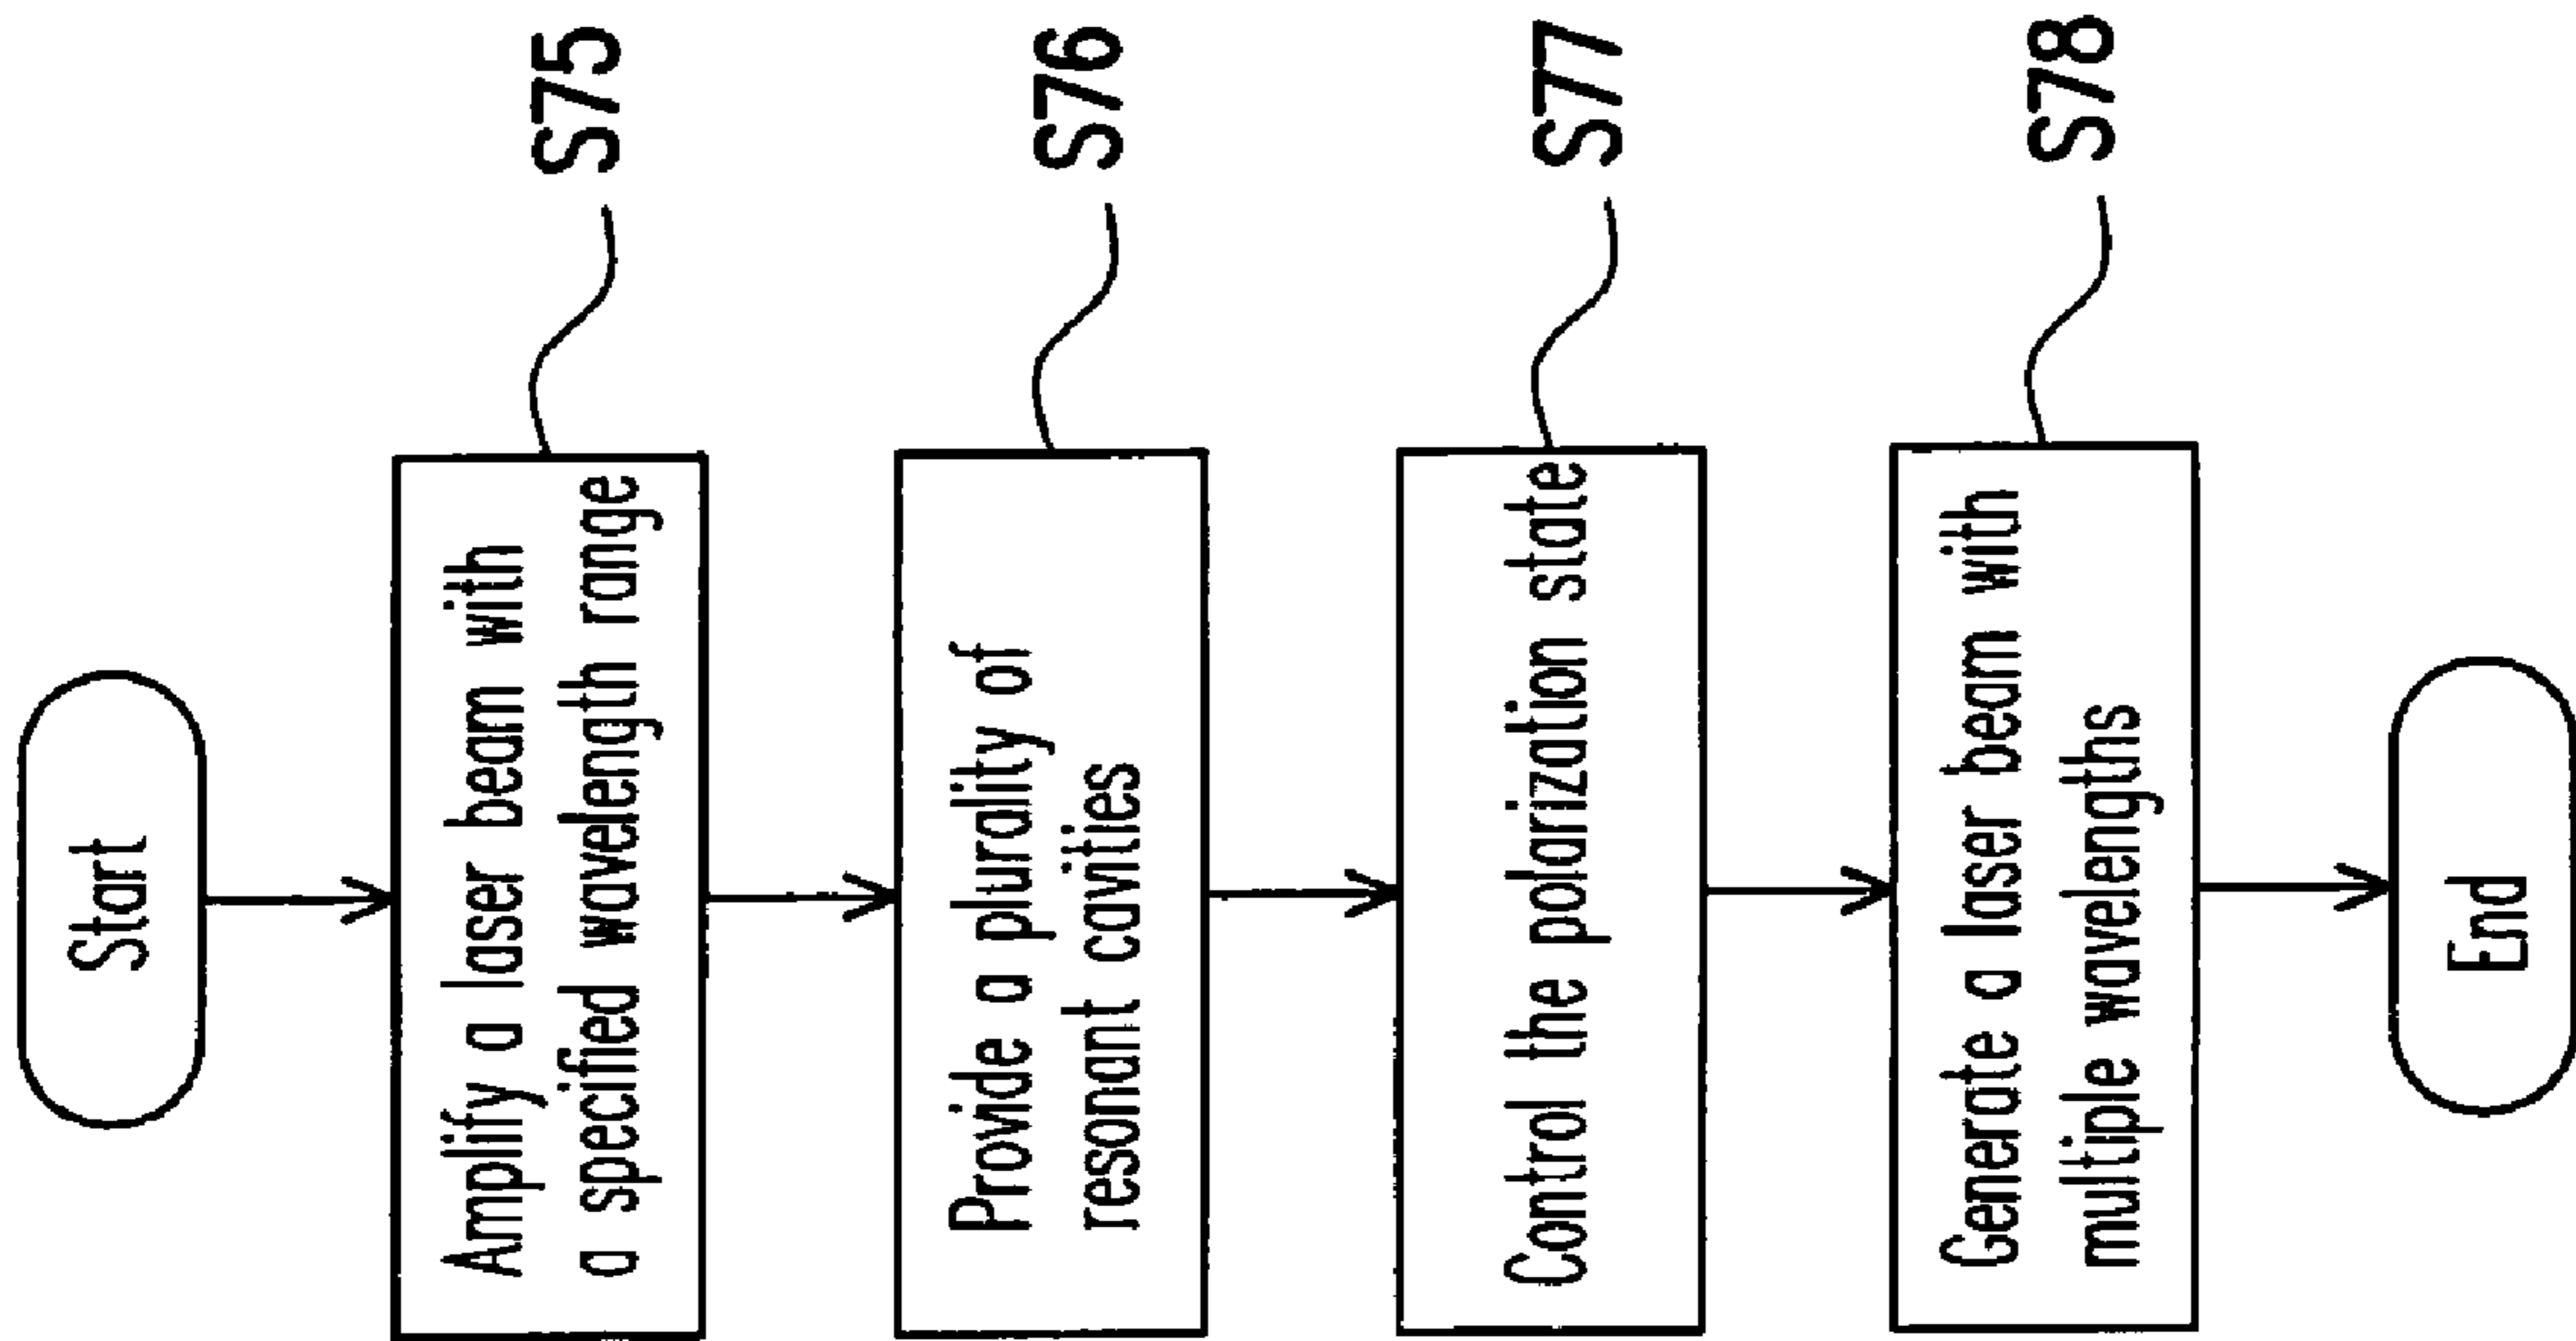 Start
Amplify a laser beam with
a specified wavelength range
S75
Provide a plurality of
resonant cavities
S76
Control the polarization state
S77
Generate a laser beam with
multiple wavelengths
S78
End